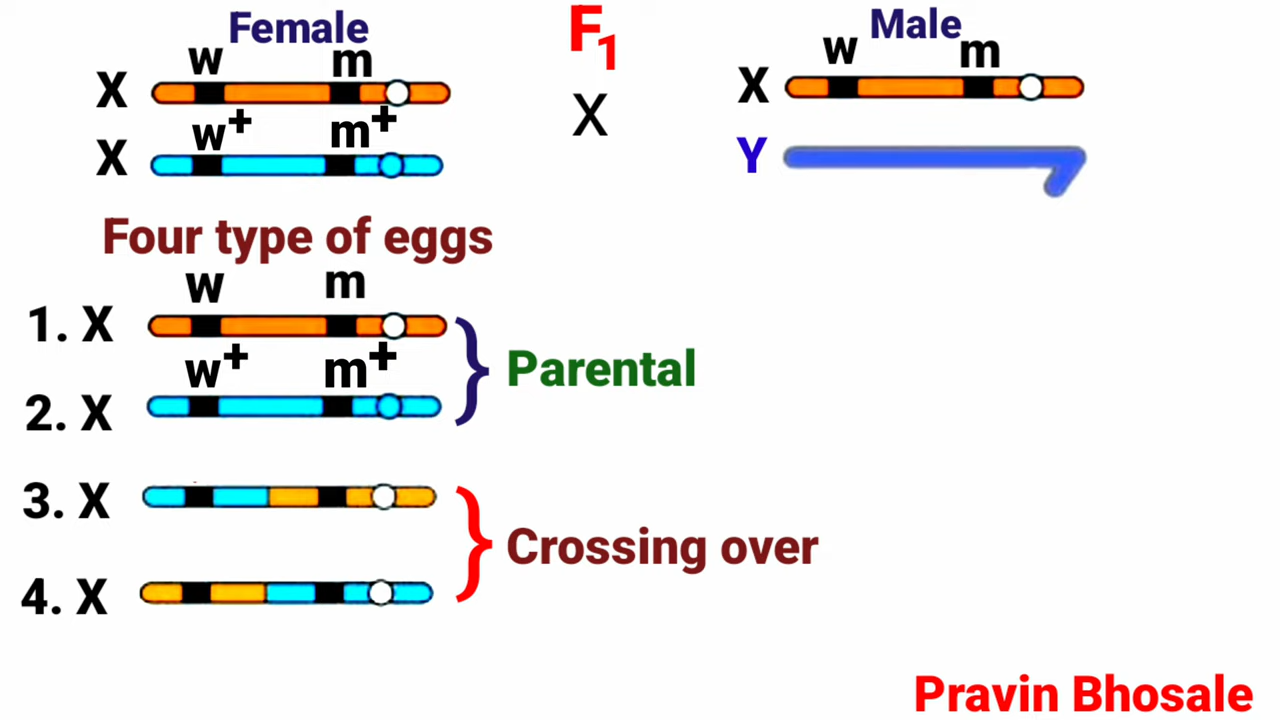 Female
F1
Male
w m
X
w+ m+
X
X
w m
X
Y
Four type of eggs
w m
1. X
w+ m+
2. X
Parental
3. X
4. X
Crossing over
Pravin Bhosale